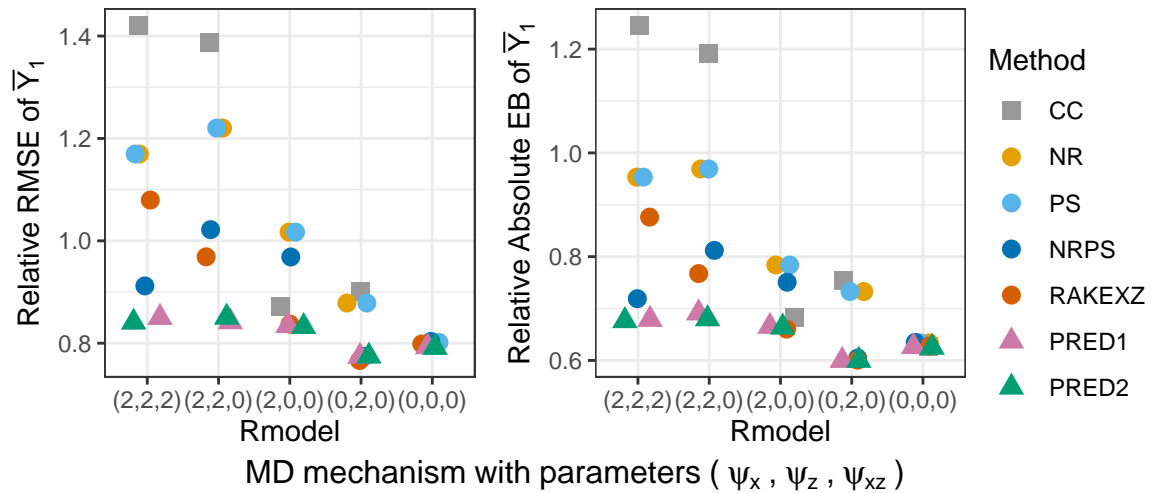 Relative RMSE of Y̅₁
1.4
1.2
1.0
0.8
(2,2,2) (2,2,0) (2,0,0) (0,2,0) (0,0,0)
Rmodel
Relative Absolute EB of Y̅₁
1.2
1.0
0.8
0.6
(2,2,2) (2,2,0) (2,0,0) (0,2,0) (0,0,0)
Rmodel
Method
CC
NR
PS
NRPS
RAKEXZ
PRED1
PRED2
MD mechanism with parameters ( ψx , ψz , ψxz )